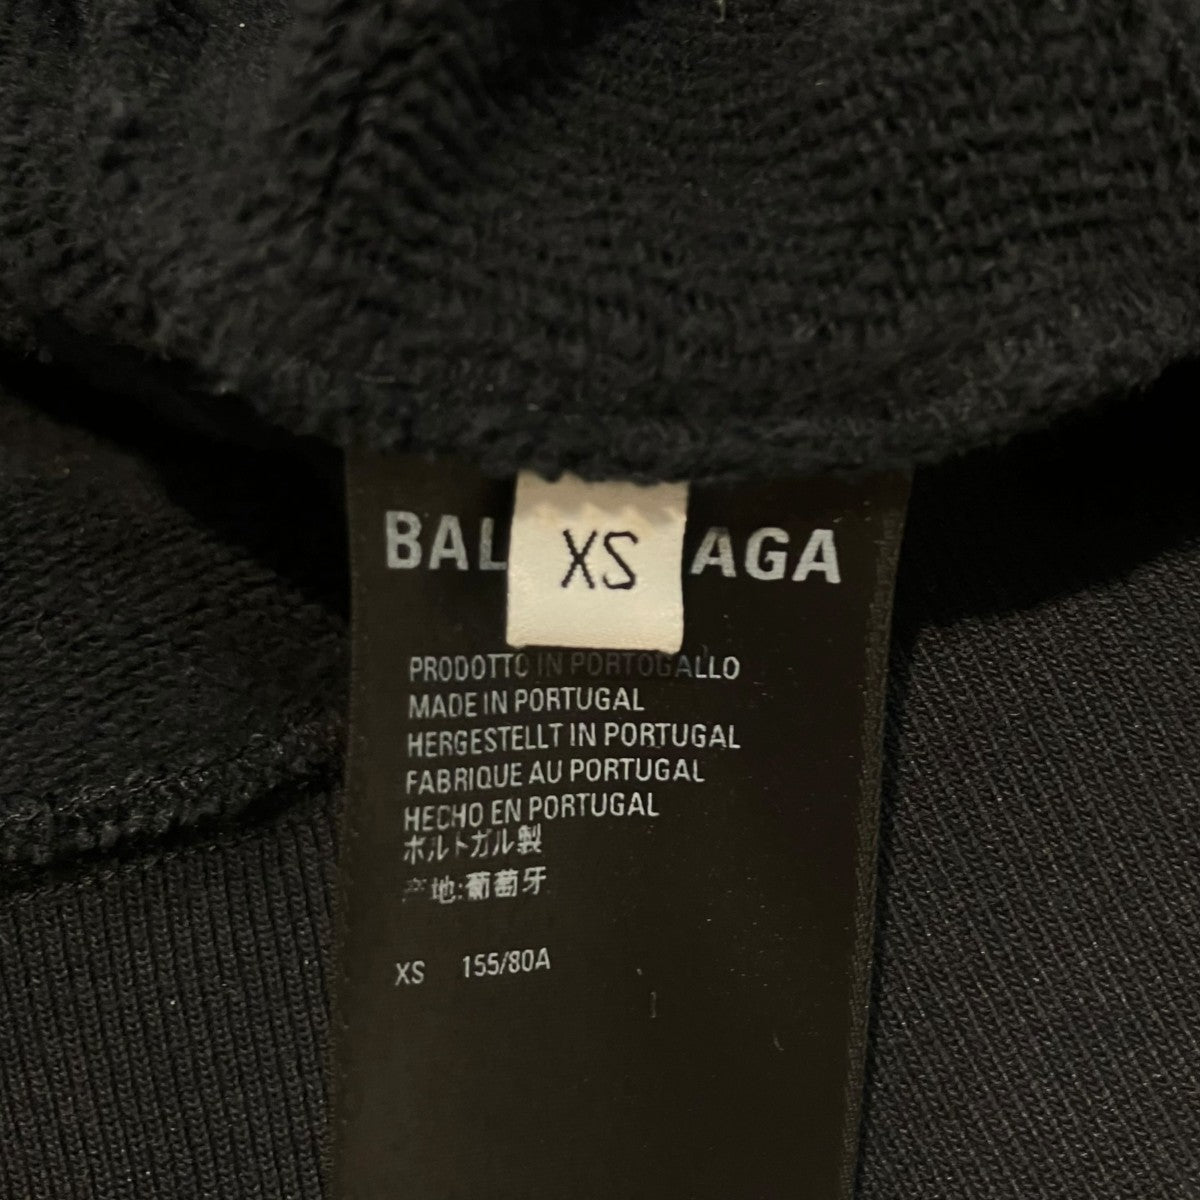 BAL XS AGA
PRODOTTO IN PORTOGALLO
MADE IN PORTUGAL
HERGESTELLT IN PORTUGAL
FABRIQUE AU PORTUGAL
HECHO EN PORTUGAL
ポルトガル製
产地:葡萄牙
XS 155/80A